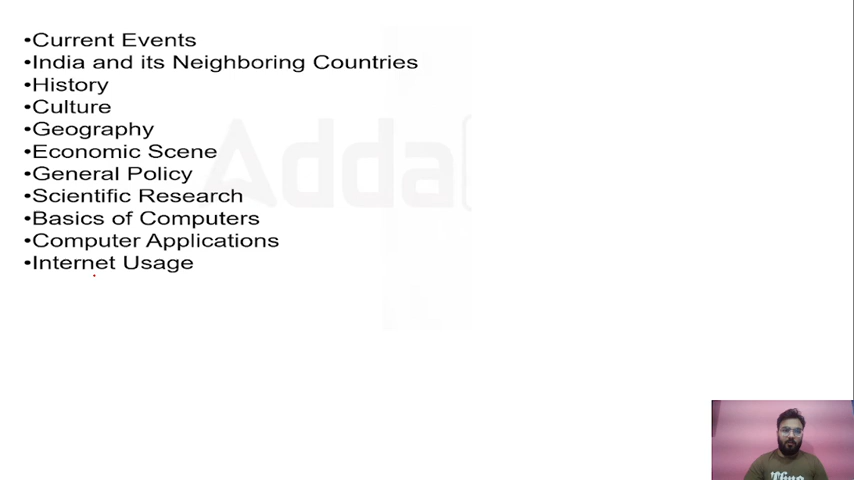 •Current Events
•India and its Neighboring Countries
•History
•Culture
•Geography
•Economic Scene
•General Policy
•Scientific Research
•Basics of Computers
•Computer Applications
•Internet Usage
Adda